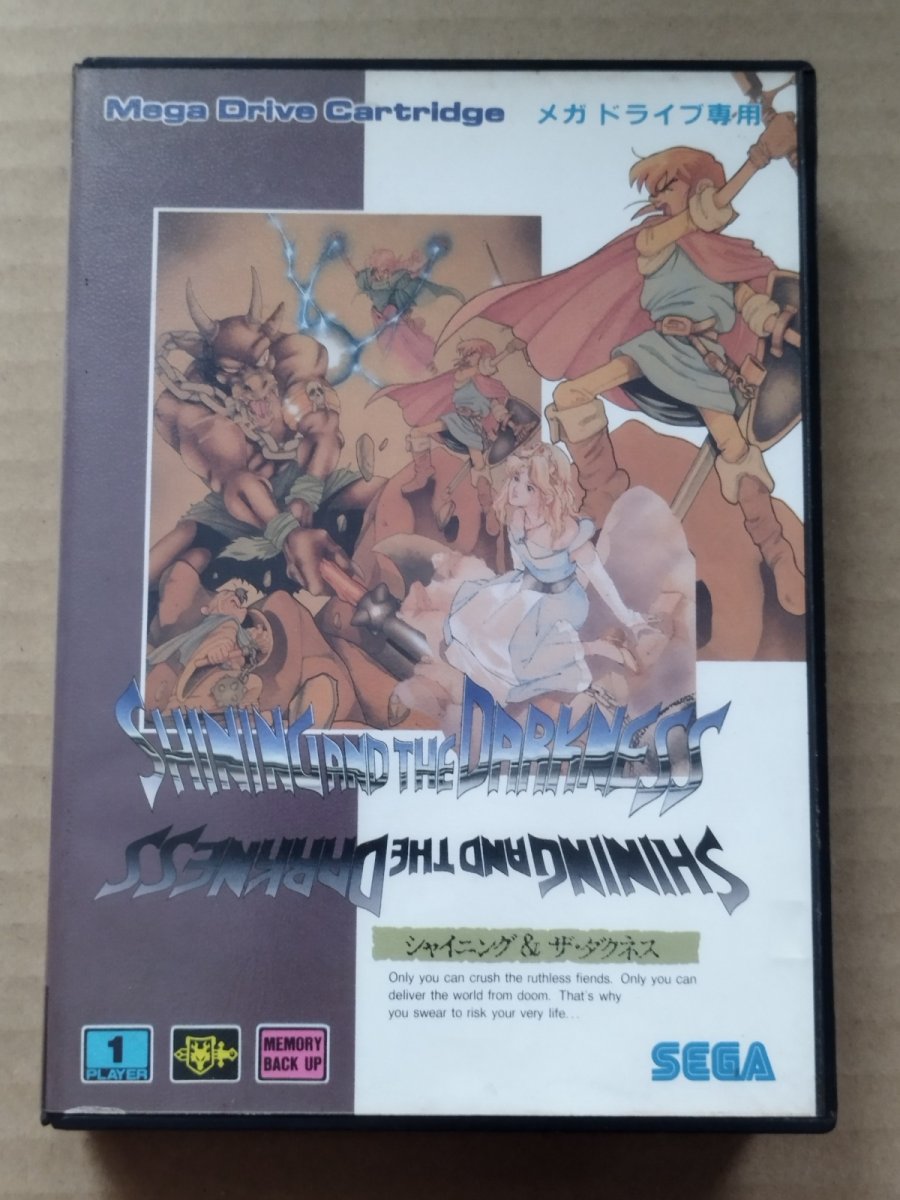 Mega Drive Cartridge メガドライブ専用
SHINING AND THE DARKNESS
SHINING AND THE DARKNESS
シャイニング&ザ・ダクネス
Only you can crush the ruthless fiends. Only you can
deliver the world from doom. That's why
you swear to risk your very life...
1
PLAYER
MEMORY
BACK UP
SEGA